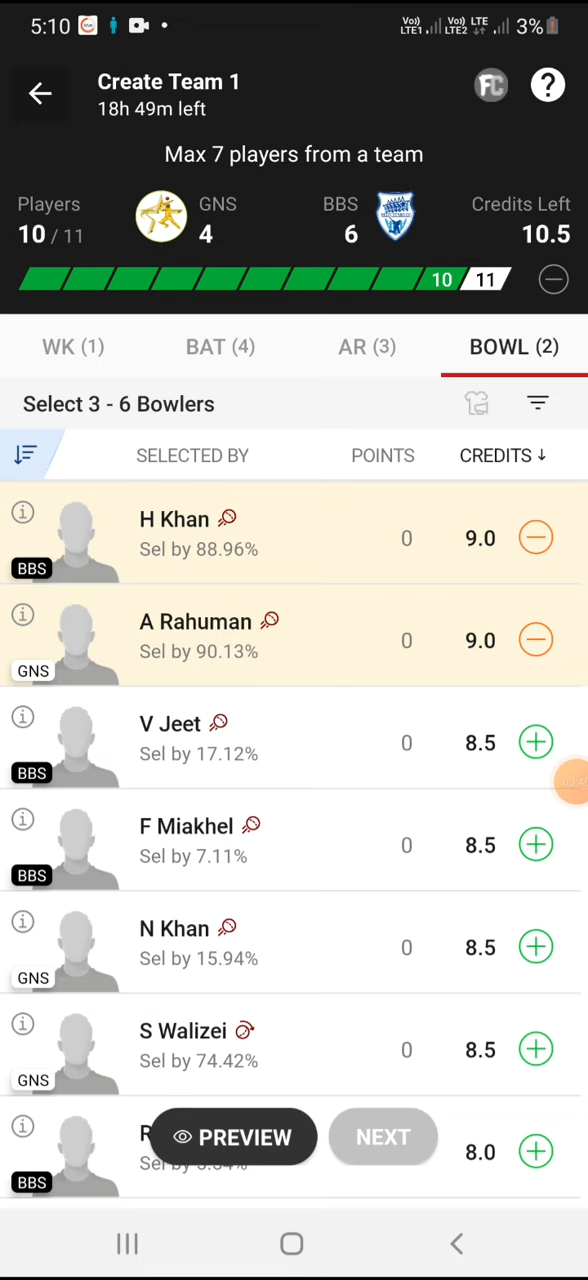 5:10 Vo)) LTE1 Vo)) LTE LTE2 3%
Create Team 1
18h 49m left
FC ?
Max 7 players from a team
Players GNS BBS Credits Left
10 / 11 4 6 10.5
10 11
WK (1) BAT (4) AR (3) BOWL (2)
Select 3 - 6 Bowlers
SELECTED BY POINTS CREDITS ↓
H Khan
Sel by 88.96% 0 9.0
BBS
A Rahuman
Sel by 90.13% 0 9.0
GNS
V Jeet
Sel by 17.12% 0 8.5
BBS
F Miakhel
Sel by 7.11% 0 8.5
BBS
N Khan
Sel by 15.94% 0 8.5
GNS
S Walizei
Sel by 74.42% 0 8.5
GNS
PREVIEW NEXT 8.0
BBS